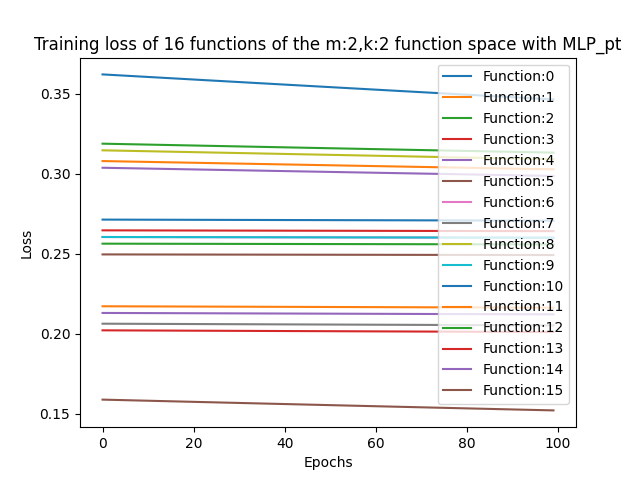 Training loss of 16 functions of the m:2,k:2 function space with MLP_pt
Loss
0.35
0.30
0.25
0.20
0.15
0
20
40
60
80
100
Epochs
Function:0
Function:1
Function:2
Function:3
Function:4
Function:5
Function:6
Function:7
Function:8
Function:9
Function:10
Function:11
Function:12
Function:13
Function:14
Function:15